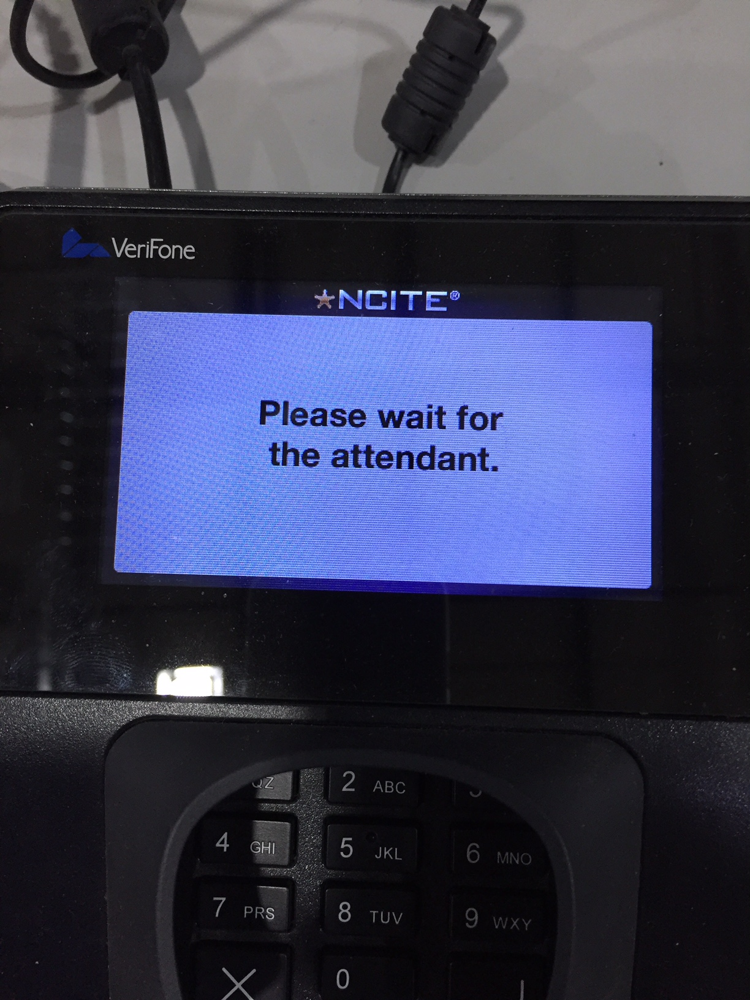 VeriFone
NCITE®
Please wait for
the attendant.
QZ
2 ABC
4 GHI
5 JKL
6 MNO
7 PRS
8 TUV
9 WXY
0